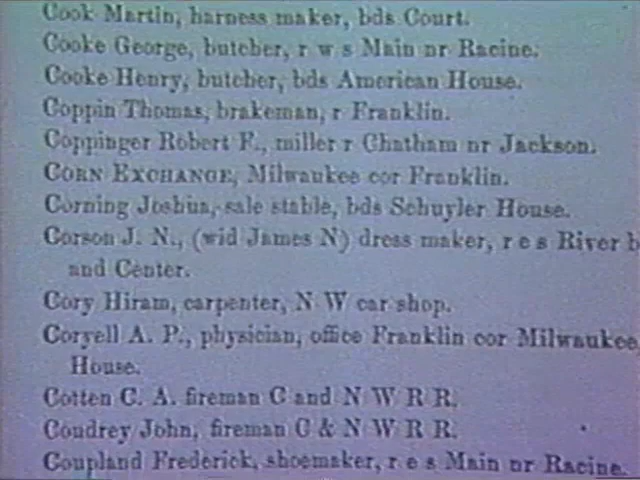 Cook Martin, harness maker, bds Court.
Cooke George, butcher, r w s Main nr Racine.
Cooke Henry, butcher, bds American House.
Coppin Thomas, brakeman, r Franklin.
Coppinger Robert F., miller r Chatham nr Jackson.
CORN EXCHANGE, Milwaukee cor Franklin.
Corning Joshua, sale stable, bds Schuyler House.
Corson J. N., (wid James N) dress maker, r e s River b
and Center.
Cory Hiram, carpenter, N W car shop.
Coryell A. P., physician, office Franklin cor Milwaukee
House.
Cotten C. A. fireman C and N W R R.
Coudrey John, fireman C & N W R R.
Coupland Frederick, shoemaker, r e s Main nr Racine.